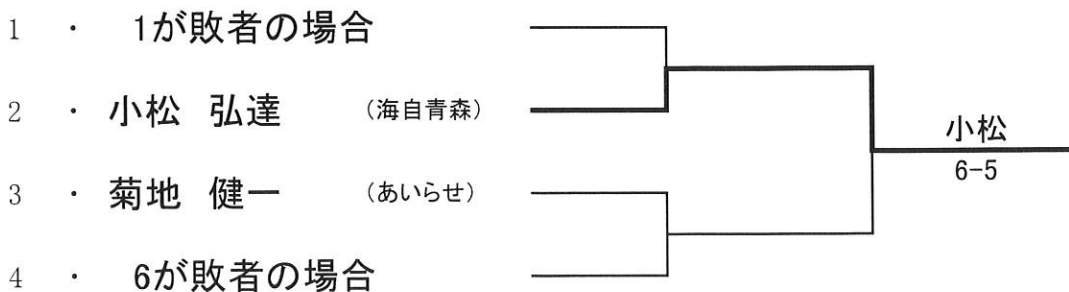 1 ・ 1が敗者の場合
2 ・ 小松 弘達 (海自青森)
小松
6-5
3 ・ 菊地 健一 (あいらせ)
4 ・ 6が敗者の場合